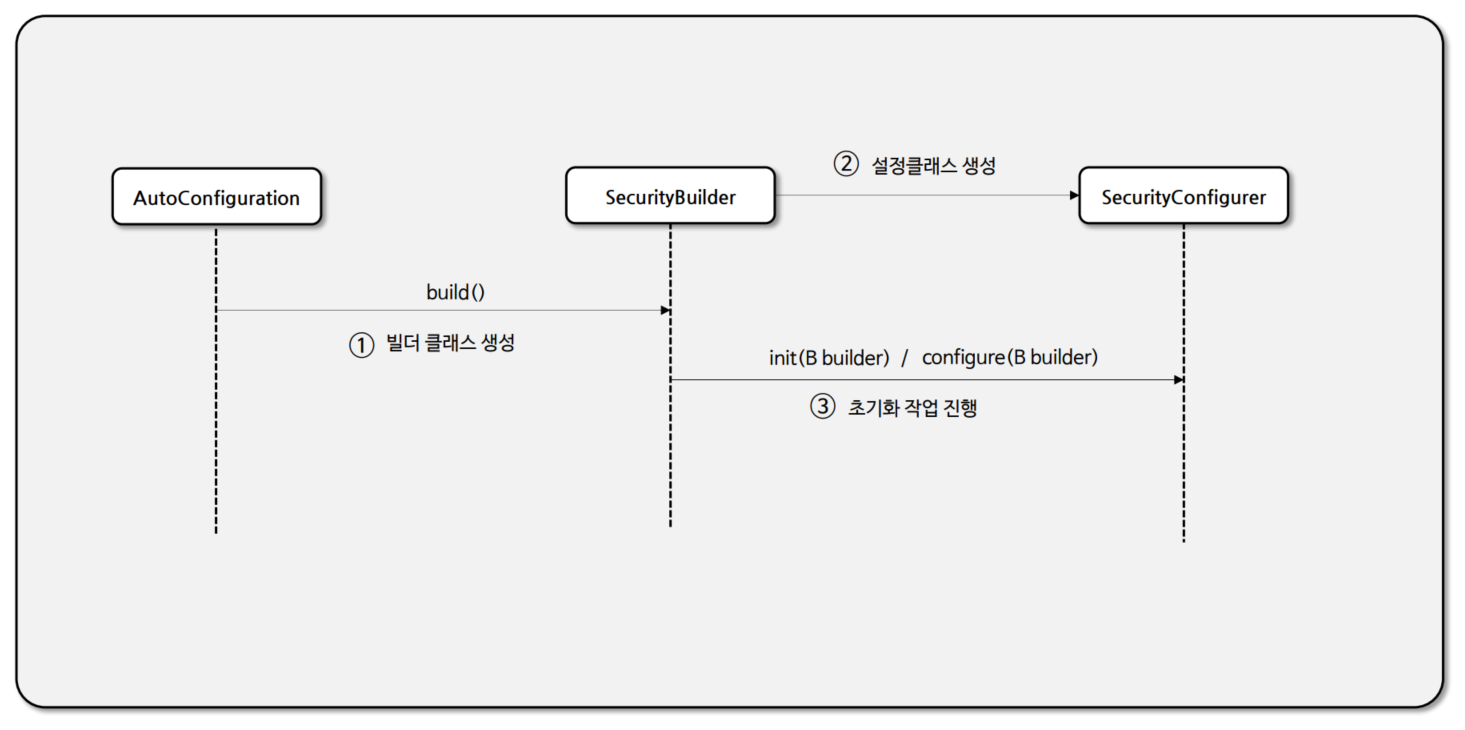 ② 설정클래스 생성
AutoConfiguration
SecurityBuilder
SecurityConfigurer
build()
① 빌더 클래스 생성
init(B builder) / configure(B builder)
③ 초기화 작업 진행